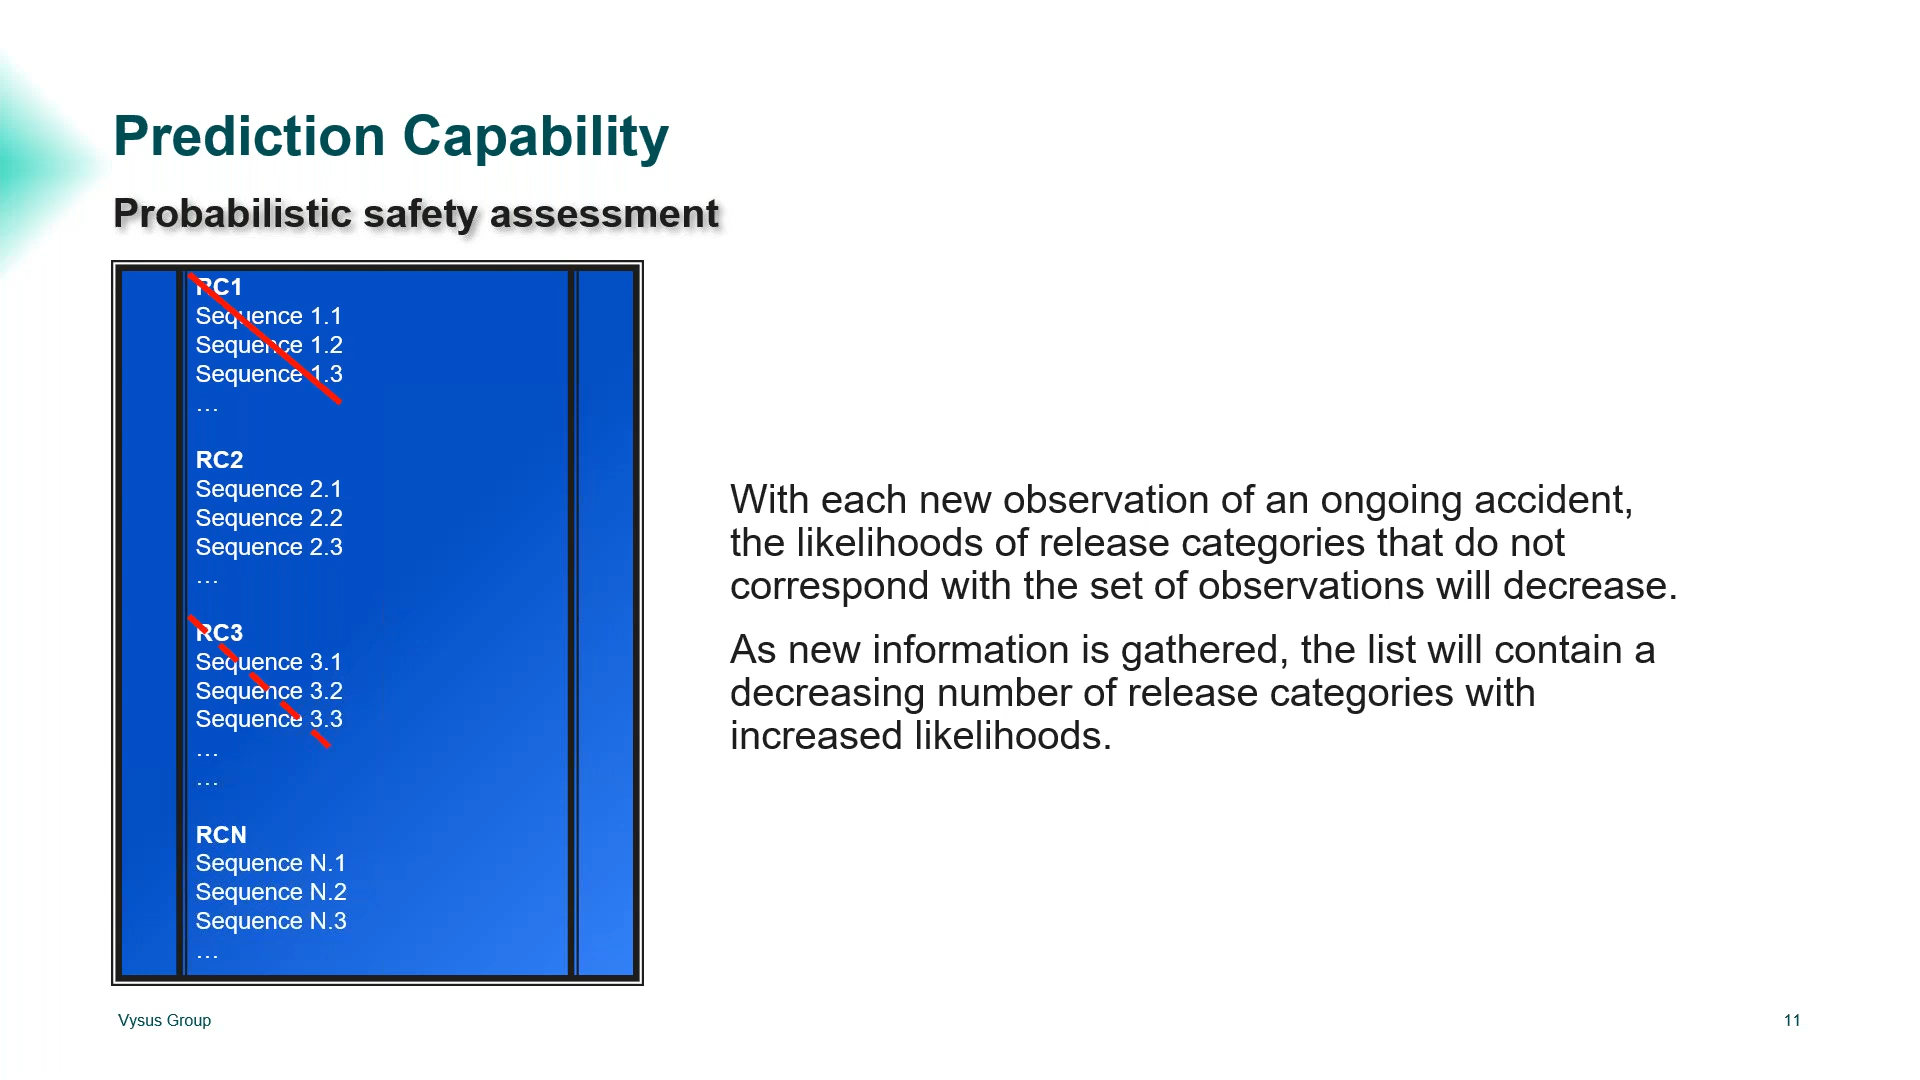 Prediction Capability
Probabilistic safety assessment
RC1
Sequence 1.1
Sequence 1.2
Sequence 1.3
…
RC2
Sequence 2.1
Sequence 2.2
Sequence 2.3
…
RC3
Sequence 3.1
Sequence 3.2
Sequence 3.3
…
…
RCN
Sequence N.1
Sequence N.2
Sequence N.3
…
With each new observation of an ongoing accident,
the likelihoods of release categories that do not
correspond with the set of observations will decrease.
As new information is gathered, the list will contain a
decreasing number of release categories with
increased likelihoods.
Vysus Group
11